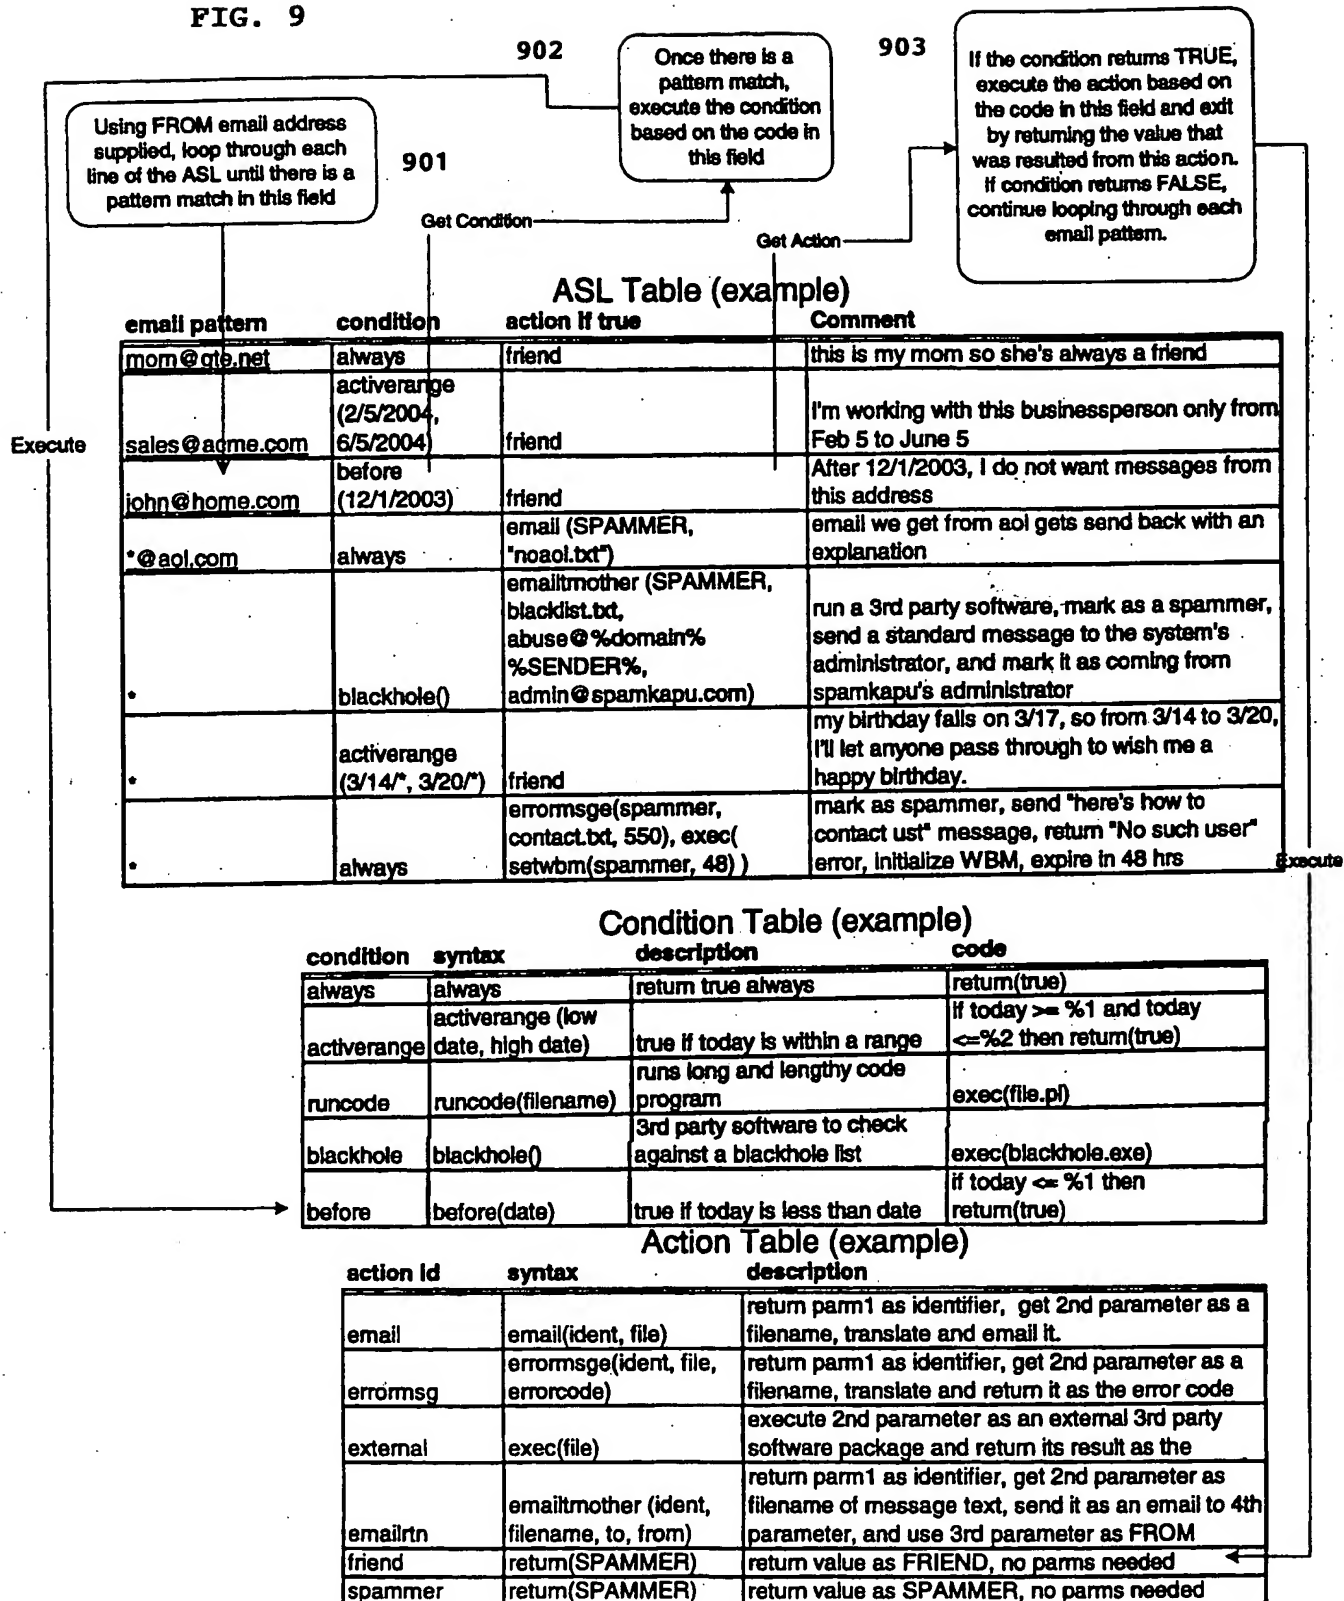 FIG. 9
902
903
Once there is a
pattern match,
execute the condition
based on the code in
this field
If the condition returns TRUE,
execute the action based on
the code in this field and exit
by returning the value that
was resulted from this action.
If condition returns FALSE,
continue looping through each
email pattern.
Using FROM email address
supplied, loop through each
line of the ASL until there is a
pattern match in this field
901
Get Condition
Get Action
ASL Table (example)
email pattern condition action if true Comment
mom@gte.net always friend this is my mom so she's always a friend
activerange
(2/5/2004,
I'm working with this businessperson only from
Execute
sales@acme.com 6/5/2004) friend Feb 5 to June 5
before After 12/1/2003, I do not want messages from
john@home.com (12/1/2003) friend this address
email (SPAMMER, email we get from aol gets send back with an
*@aol.com always "noaol.txt") explanation
emailtrnother (SPAMMER,
blacklist.txt, run a 3rd party software, mark as a spammer,
abuse@%domain% send a standard message to the system's
%SENDER%, administrator, and mark it as coming from
* blackhole() admin@spamkapu.com) spamkapu's administrator
my birthday falls on 3/17, so from 3/14 to 3/20,
activerange I'll let anyone pass through to wish me a
* (3/14/*, 3/20/*) friend happy birthday.
errormsge(spammer, mark as spammer, send "here's how to
contact.txt, 550), exec( contact ust" message, return "No such user"
* always setwbm(spammer, 48) ) error, initialize WBM, expire in 48 hrs
Execute
Condition Table (example)
condition syntax description code
always always return true always return(true)
activerange (low if today >= %1 and today
activerange date, high date) true if today is within a range <=%2 then return(true)
runs long and lengthy code
runcode runcode(filename) program exec(file.pl)
3rd party software to check
blackhole blackhole() against a blackhole list exec(blackhole.exe)
if today <= %1 then
before before(date) true if today is less than date return(true)
Action Table (example)
action id syntax description
return parm1 as identifier, get 2nd parameter as a
email email(ident, file) filename, translate and email it.
errormsge(ident, file, return parm1 as identifier, get 2nd parameter as a
errormsg errorcode) filename, translate and return it as the error code
execute 2nd parameter as an external 3rd party
external exec(file) software package and return its result as the
return parm1 as identifier, get 2nd parameter as
emailtrnother (ident, filename of message text, send it as an email to 4th
emailrtn filename, to, from) parameter, and use 3rd parameter as FROM
friend return(SPAMMER) return value as FRIEND, no parms needed
spammer return(SPAMMER) return value as SPAMMER, no parms needed